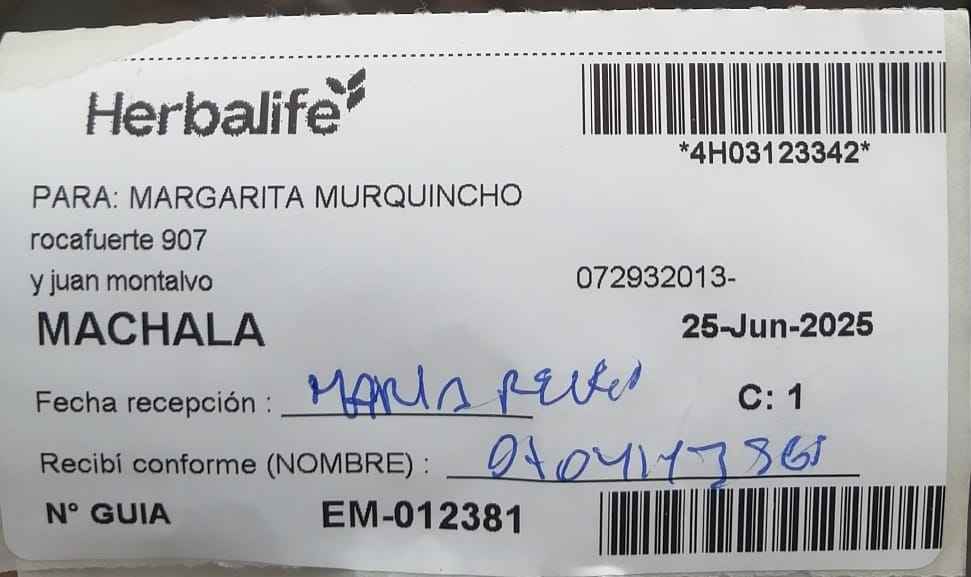 Herbalife
*4H03123342*
PARA: MARGARITA MURQUINCHO
rocafuerte 907
y juan montalvo
072932013-
MACHALA
25-Jun-2025
Fecha recepción : MARIA
C: 1
Recibí conforme (NOMBRE) :
N° GUIA EM-012381